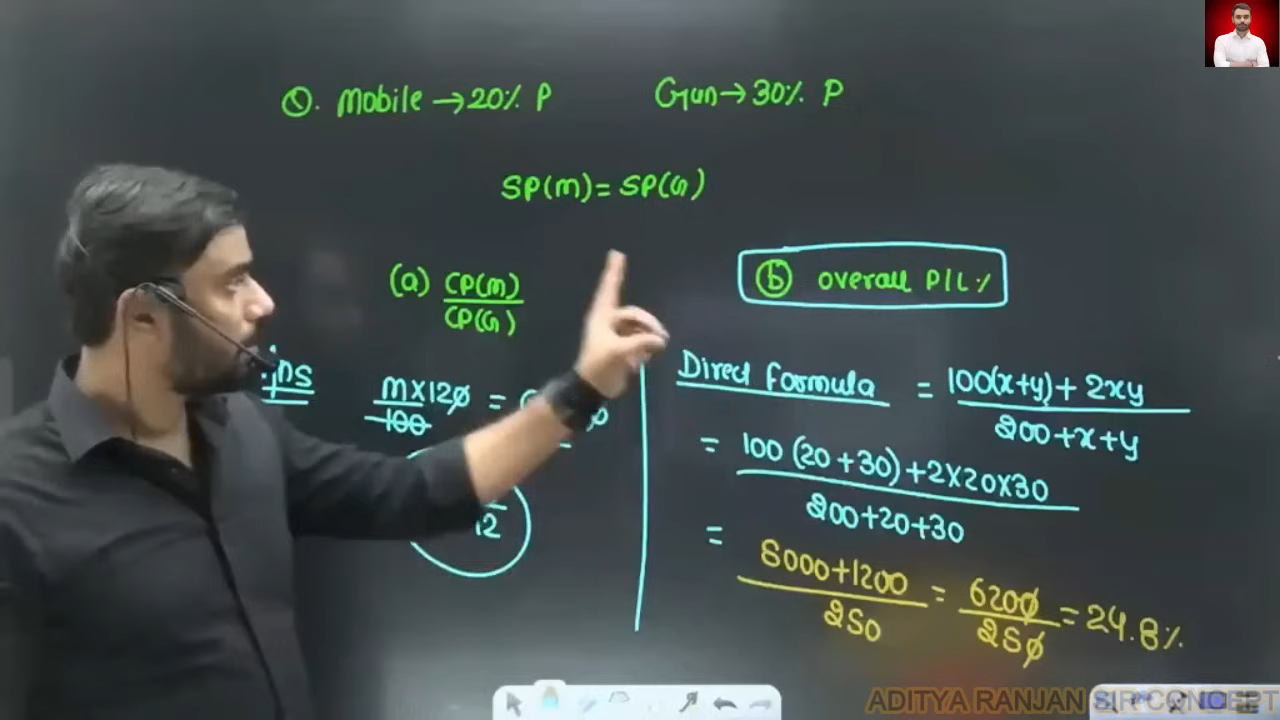 Q. Mobile → 20% P Gun → 30% P
SP(M) = SP(G)
(a) CP(M)
CP(G)
(b) overall P/L%
M×120
100
=
12
Direct formula = 100(x+y)+2xy
200+x+y
= 100 (20+30)+2×20×30
200+20+30
= 5000+1200 = 6200 = 24.8%
250 250
ADITYA RANJAN SIR CONCEPT